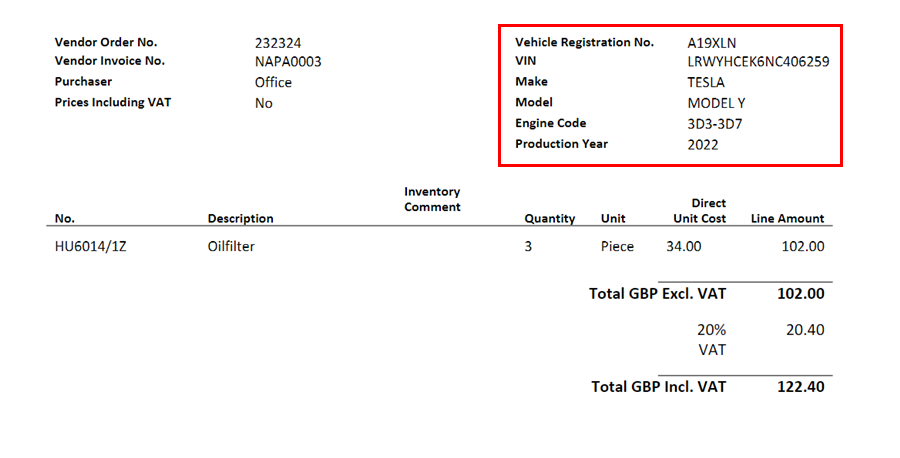 Vendor Order No. 232324
Vendor Invoice No. NAPA0003
Purchaser Office
Prices Including VAT No
Vehicle Registration No. A19XLN
VIN LRWYHCEK6NC406259
Make TESLA
Model MODEL Y
Engine Code 3D3-3D7
Production Year 2022
No. Description Inventory Comment Quantity Unit Direct Unit Cost Line Amount
HU6014/1Z Oilfilter 3 Piece 34.00 102.00
Total GBP Excl. VAT 102.00
20% VAT 20.40
Total GBP Incl. VAT 122.40